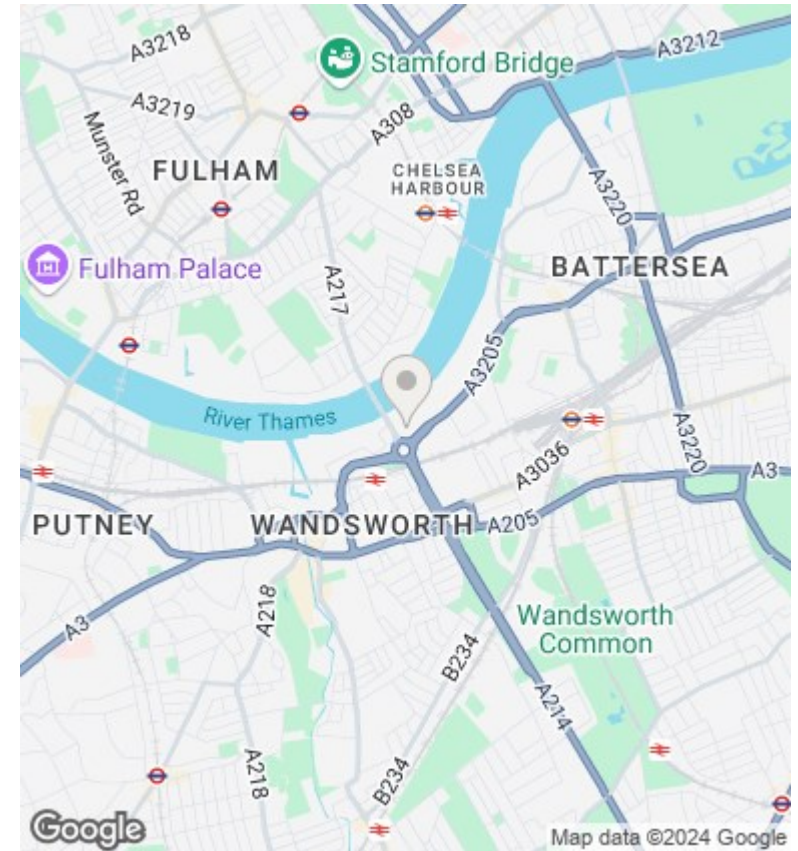 A3218
Stamford Bridge
A3212
A3219
A308
Munster Rd
FULHAM
CHELSEA
HARBOUR
A3220
Fulham Palace
A217
BATTERSEA
A3205
River Thames
A3036
A3220
A3
PUTNEY
WANDSWORTH
A205
A218
Wandsworth
Common
A3
B234
A214
A218
B234
Google
Map data ©2024 Google